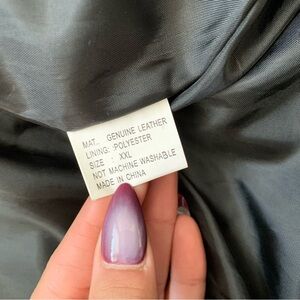 MAT.. GENUINE LEATHER
LINING: POLYESTER
SIZE : XXL
NOT MACHINE WASHABLE
MADE IN CHINA